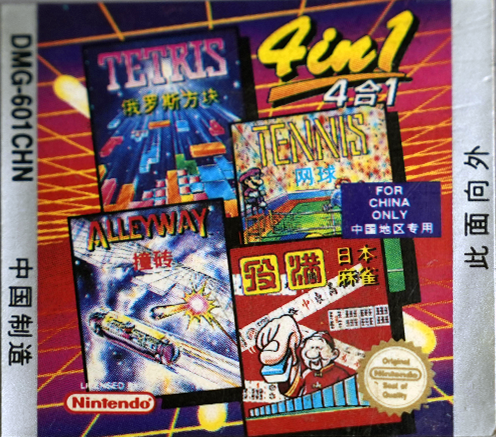 DMG-601CHN
中国制造
TETRIS
俄罗斯方块
4in1
4合1
TENNIS
网球
FOR
CHINA
ONLY
中国地区专用
ALLEYWAY
撞砖
LICENSED BY
Nintendo
役満
日本
麻雀
Original
Nintendo
Seal of
Quality
此面向外